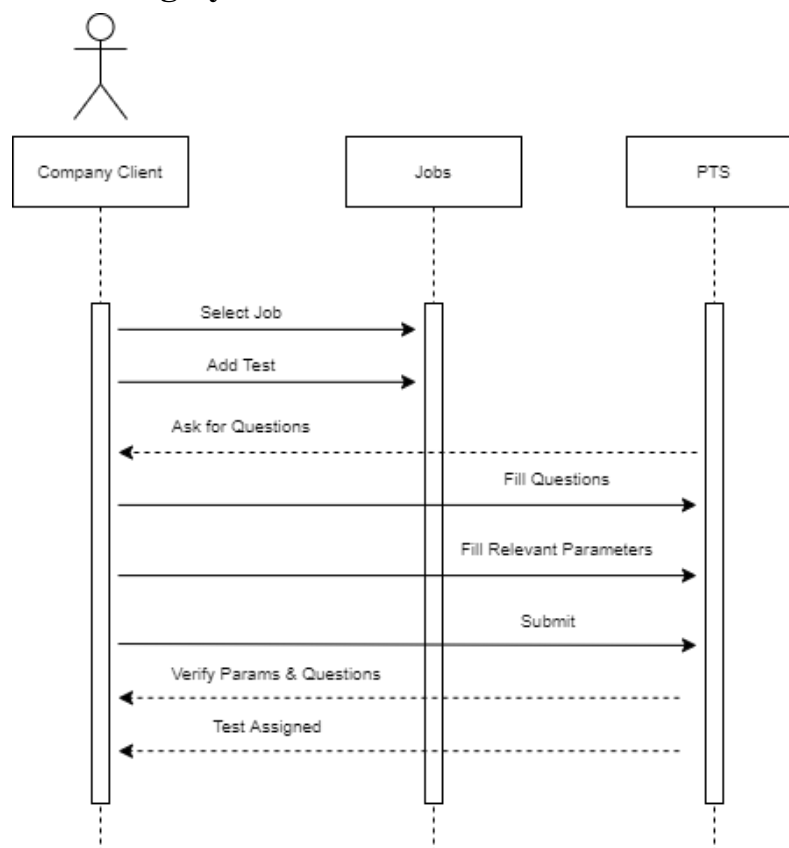 Company Client
Jobs
PTS
Select Job
Add Test
Ask for Questions
Fill Questions
Fill Relevant Parameters
Submit
Verify Params & Questions
Test Assigned